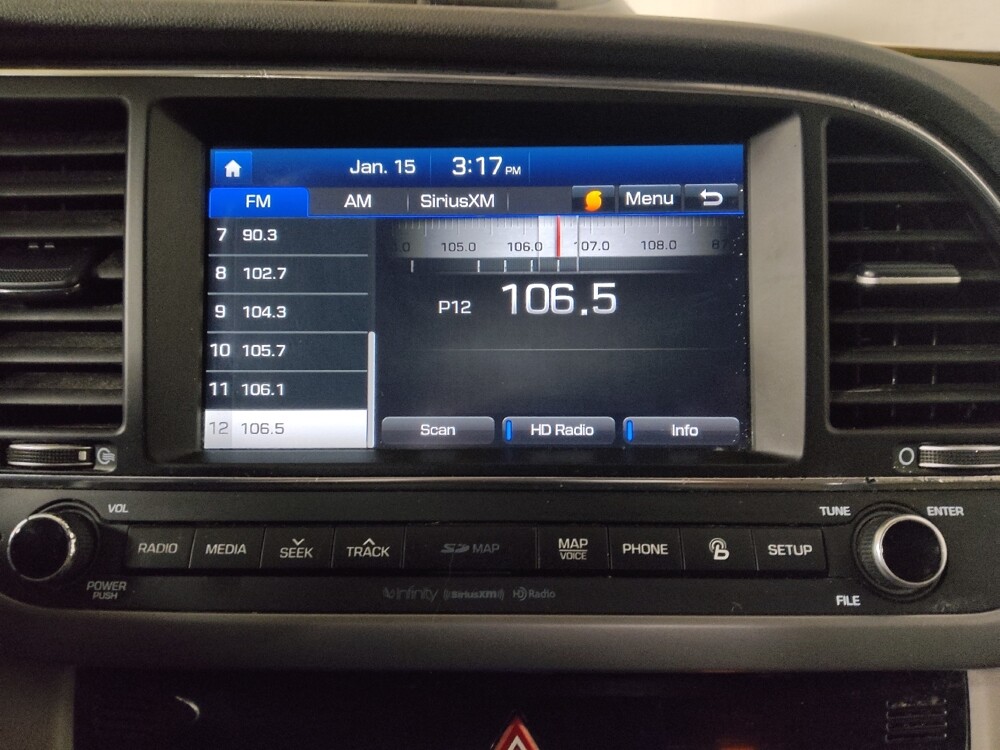 Jan. 15 3:17 PM
FM AM SiriusXM Menu
7 90.3
8 102.7
9 104.3
10 105.7
11 106.1
12 106.5
.0 105.0 106.0 107.0 108.0 87
P12 106.5
Scan HD Radio Info
VOL TUNE ENTER
RADIO MEDIA SEEK TRACK SD MAP MAP VOICE PHONE SETUP
POWER PUSH
FILE
infinity SiriusXM HD Radio